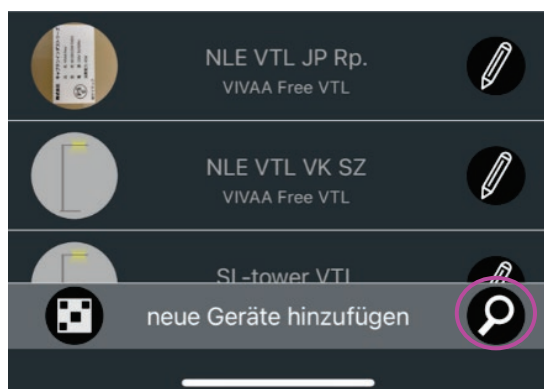 NLE VTL JP Rp.
VIVAA Free VTL
NLE VTL VK SZ
VIVAA Free VTL
SL-tower VTL
neue Geräte hinzufügen